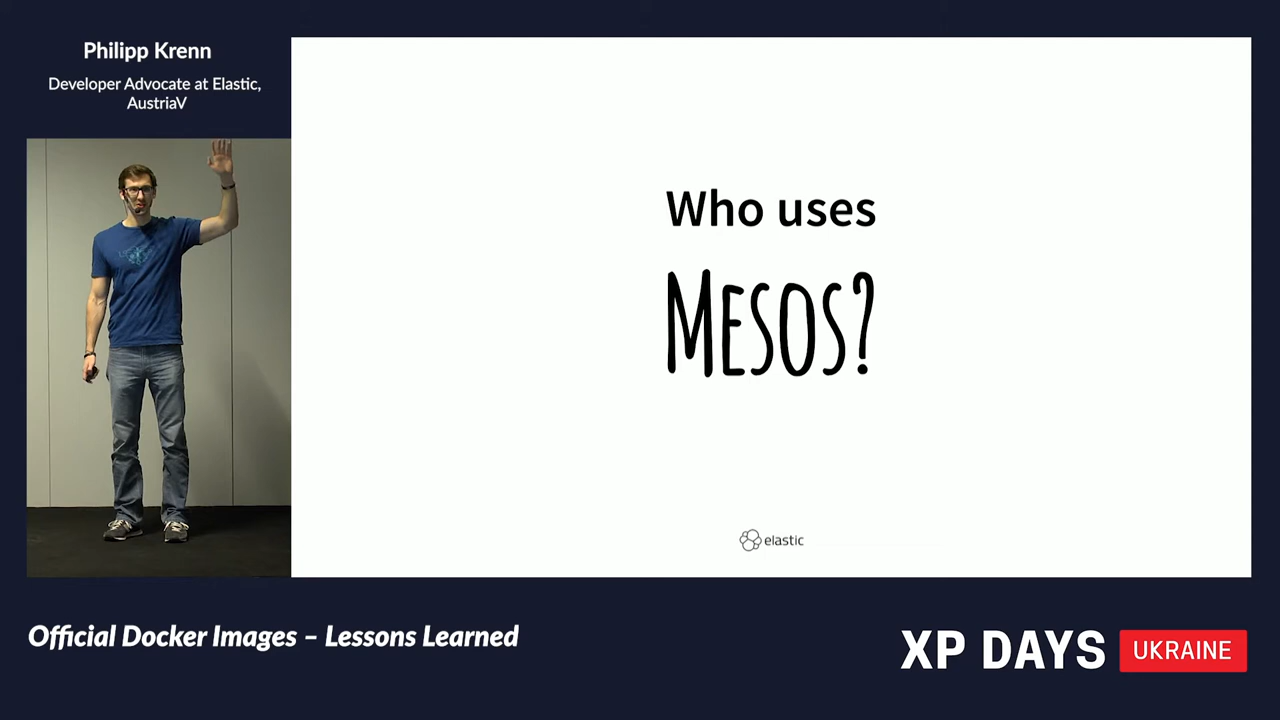 Philipp Krenn
Developer Advocate at Elastic,
AustriaV
Who uses
MESOS?
elastic
Official Docker Images – Lessons Learned
XP DAYS UKRAINE